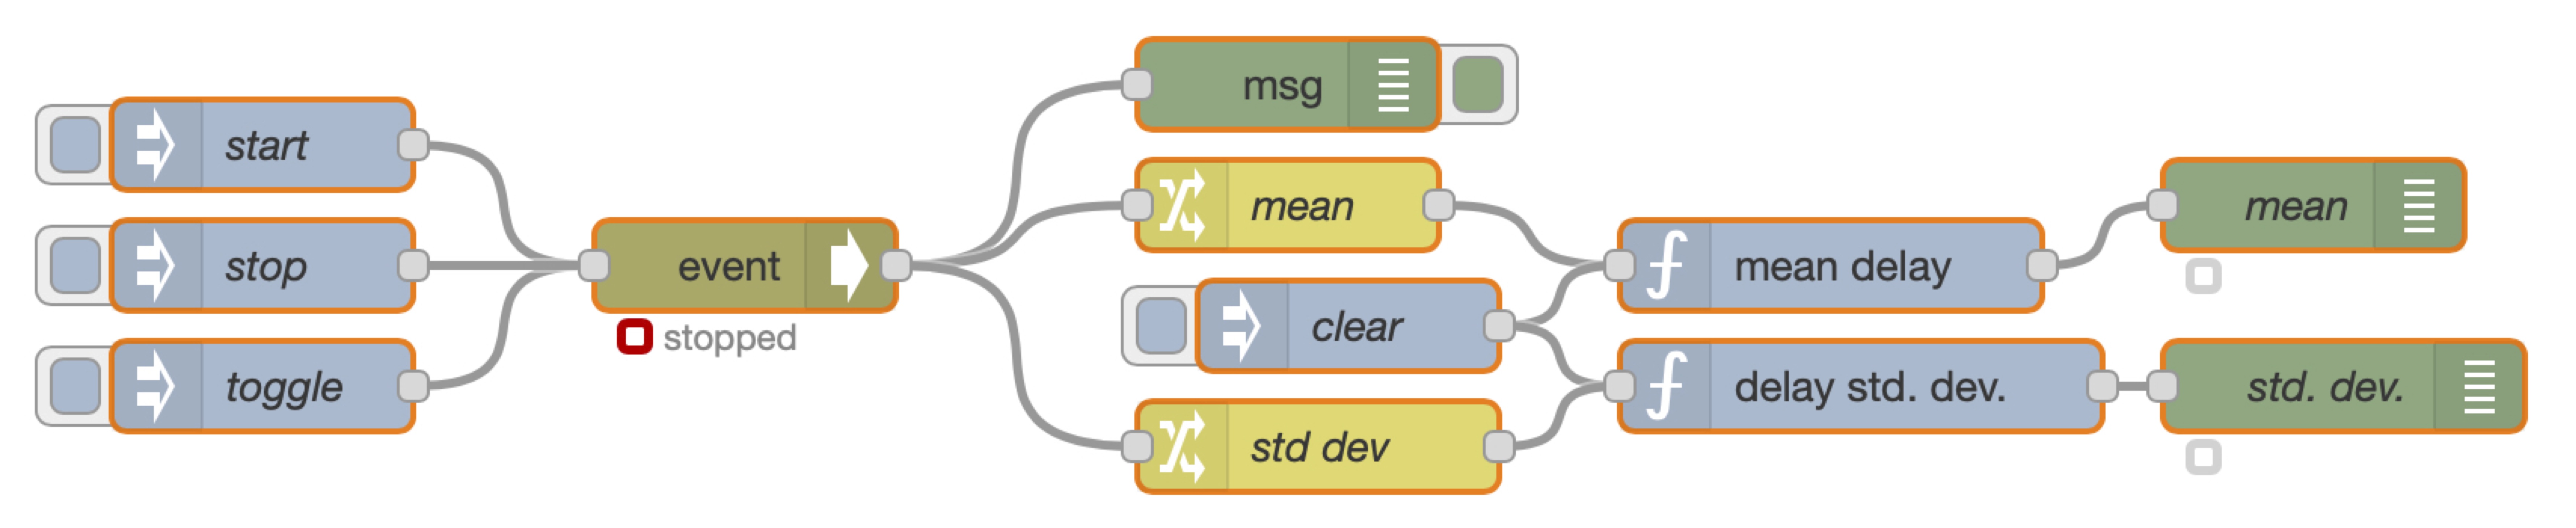 start
stop
toggle
event
stopped
msg
mean
clear
std dev
mean delay
delay std. dev.
mean
std. dev.